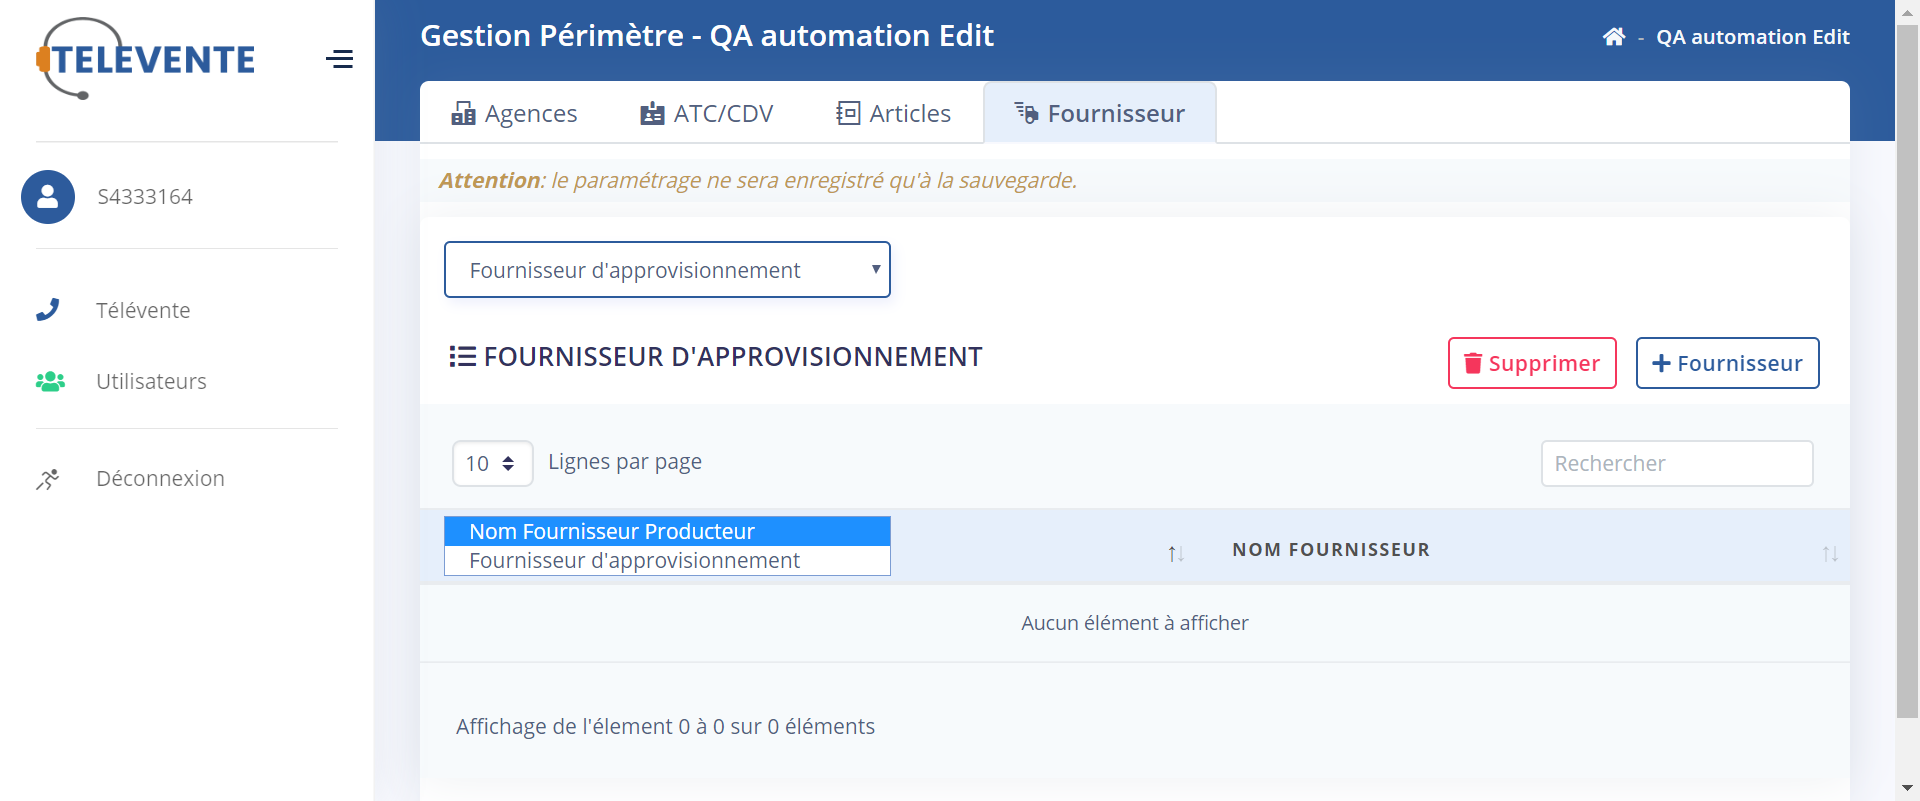 TELEVENTE
S4333164
Télévente
Utilisateurs
Déconnexion
Gestion Périmètre - QA automation Edit
- QA automation Edit
Agences
ATC/CDV
Articles
Fournisseur
Attention: le paramétrage ne sera enregistré qu'à la sauvegarde.
Fournisseur d'approvisionnement
FOURNISSEUR D'APPROVISIONNEMENT
Supprimer
Fournisseur
10 Lignes par page
Rechercher
Nom Fournisseur Producteur
Fournisseur d'approvisionnement
NOM FOURNISSEUR
Aucun élément à afficher
Affichage de l'élement 0 à 0 sur 0 éléments